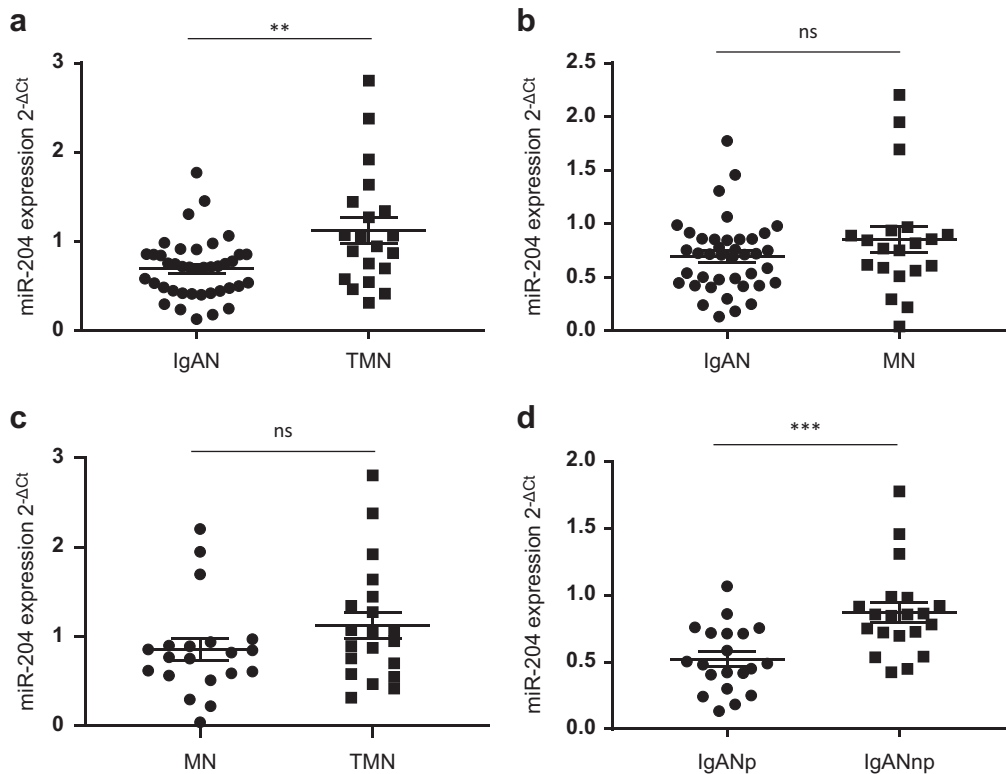 a
**
miR-204 expression 2-ΔCt
3
2
1
0
IgAN
TMN
b
ns
miR-204 expression 2-ΔCt
2.5
2.0
1.5
1.0
0.5
0.0
IgAN
MN
c
ns
miR-204 expression 2-ΔCt
3
2
1
0
MN
TMN
d
***
miR-204 expression 2-ΔCt
2.0
1.5
1.0
0.5
0.0
IgANp
IgANnp